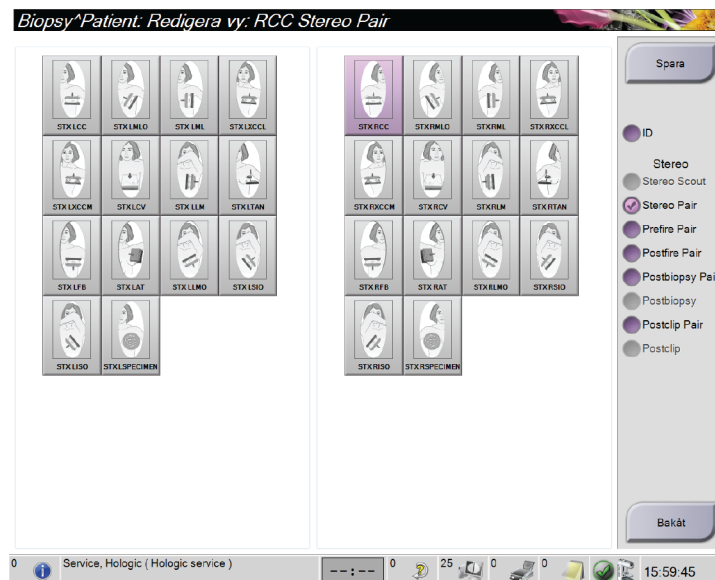 Biopsy^Patient: Redigera vy: RCC Stereo Pair
STX LCC STX LMLO STX LML STX LXCCL
STX LXCCM STX LCV STX LLM STX LTAN
STX LFB STX LAT STX LLMO STX LSIO
STX LISO STX LSPECIMEN
STX RCC STX RMLO STX RML STX RXCCL
STX RXCCM STX RCV STX RLM STX RTAN
STX RFB STX RAT STX RLMO STX RSIO
STX RISO STX RSPECIMEN
Spara
ID
Stereo
Stereo Scout
Stereo Pair
Prefire Pair
Postfire Pair
Postbiopsy Pai
Postbiopsy
Postclip Pair
Postclip
Bakåt
0 Service, Hologic ( Hologic service ) --:-- 0 25 0 0 15:59:45